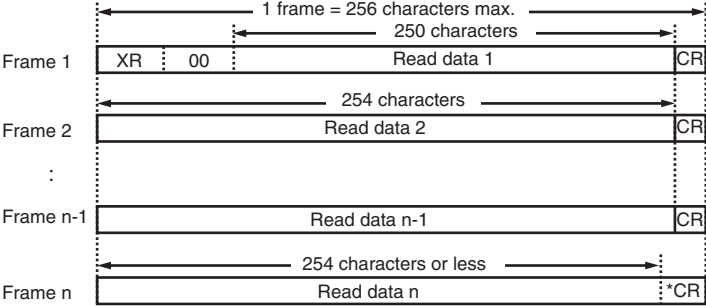 1 frame = 256 characters max.
250 characters
Frame 1 XR 00 Read data 1 CR
254 characters
Frame 2 Read data 2 CR
:
Frame n-1 Read data n-1 CR
254 characters or less
Frame n Read data n *CR